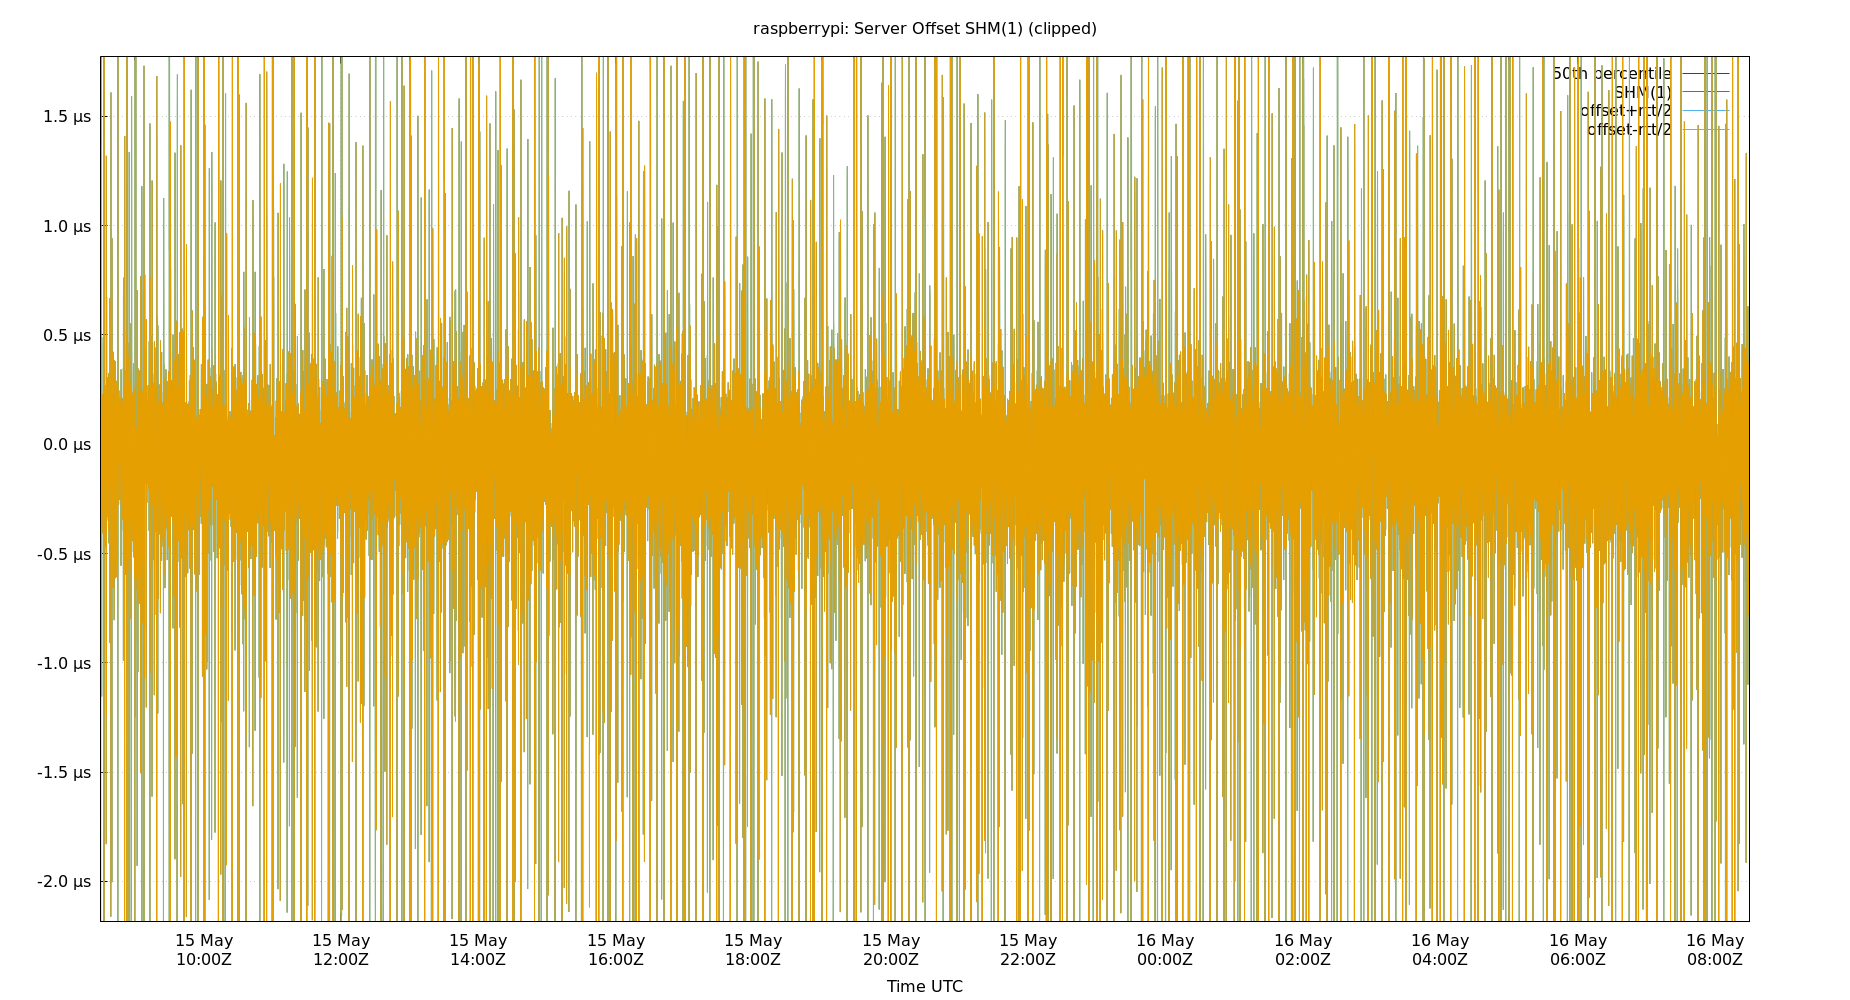 raspberrypi: Server Offset SHM(1) (clipped)
50th percentile
SHM(1)
offset+rtt/2
offset-rtt/2
1.5 µs
1.0 µs
0.5 µs
0.0 µs
-0.5 µs
-1.0 µs
-1.5 µs
-2.0 µs
15 May 15 May 15 May 15 May 15 May 15 May 15 May 16 May 16 May 16 May 16 May 16 May
10:00Z 12:00Z 14:00Z 16:00Z 18:00Z 20:00Z 22:00Z 00:00Z 02:00Z 04:00Z 06:00Z 08:00Z
Time UTC